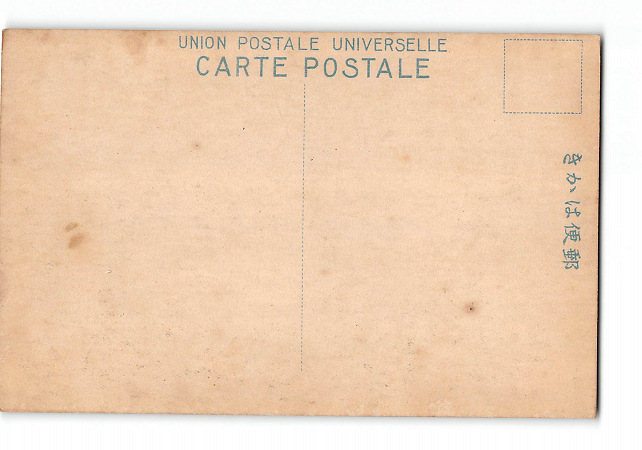 UNION POSTALE UNIVERSELLE
CARTE POSTALE
きかは便郵